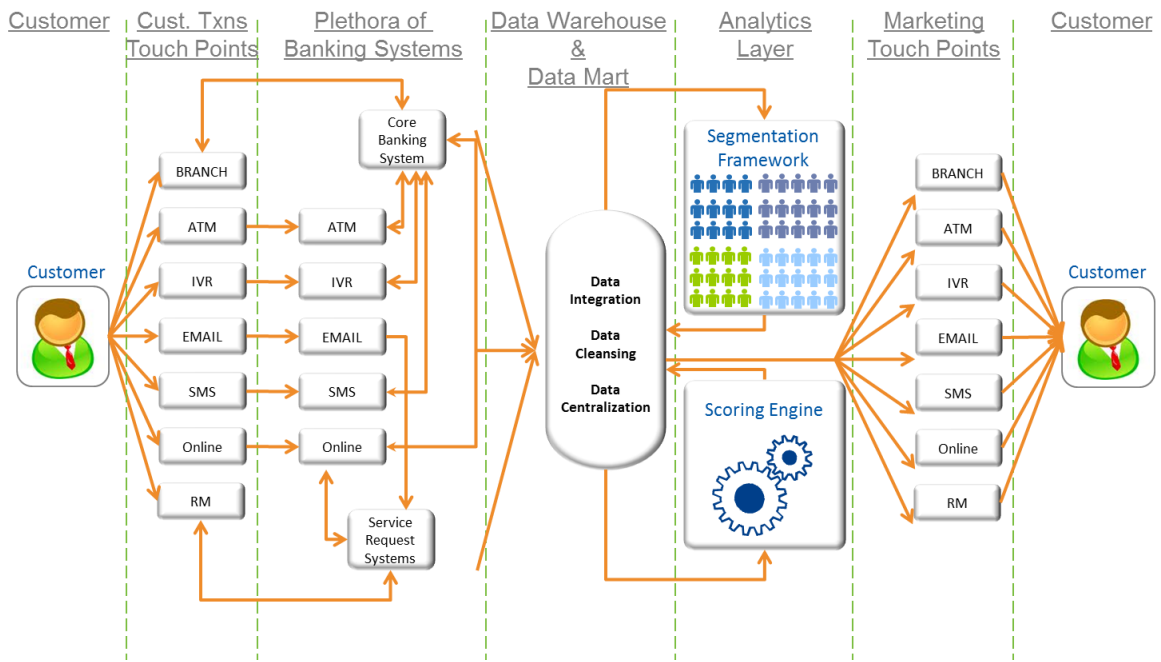 Customer
Cust. Txns
Touch Points
Plethora of
Banking Systems
Data Warehouse
&
Data Mart
Analytics
Layer
Marketing
Touch Points
Customer
Customer
BRANCH
ATM
IVR
EMAIL
SMS
Online
RM
Core
Banking
System
ATM
IVR
EMAIL
SMS
Online
Service
Request
Systems
Data
Integration
Data
Cleansing
Data
Centralization
Segmentation
Framework
Scoring Engine
BRANCH
ATM
IVR
EMAIL
SMS
Online
RM
Customer